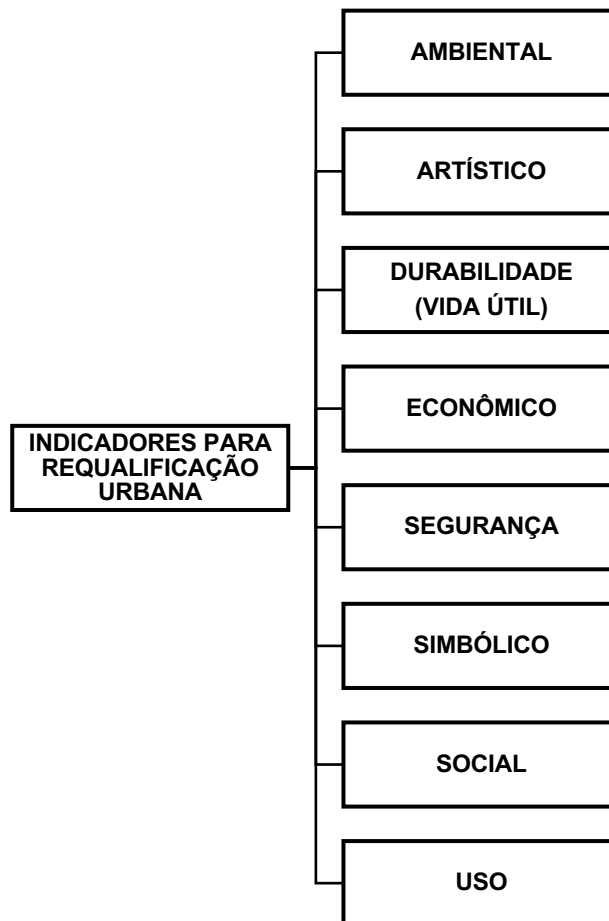 AMBIENTAL
ARTÍSTICO
DURABILIDADE
(VIDA ÚTIL)
ECONÔMICO
INDICADORES PARA
REQUALIFICAÇÃO
URBANA
SEGURANÇA
SIMBÓLICO
SOCIAL
USO